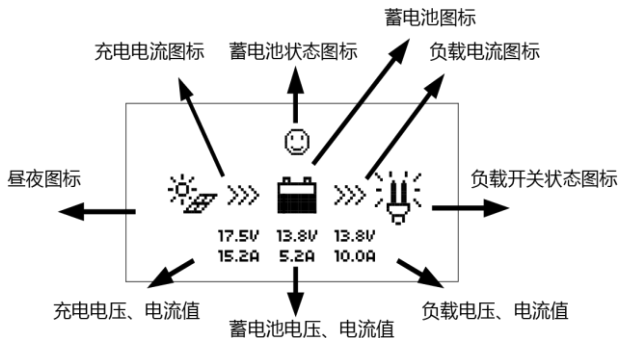 蓄电池图标
充电电流图标 蓄电池状态图标 负载电流图标
昼夜图标 负载开关状态图标
17.5V 13.8V 13.8V
15.2A 5.2A 10.0A
充电电压、电流值 蓄电池电压、电流值 负载电压、电流值